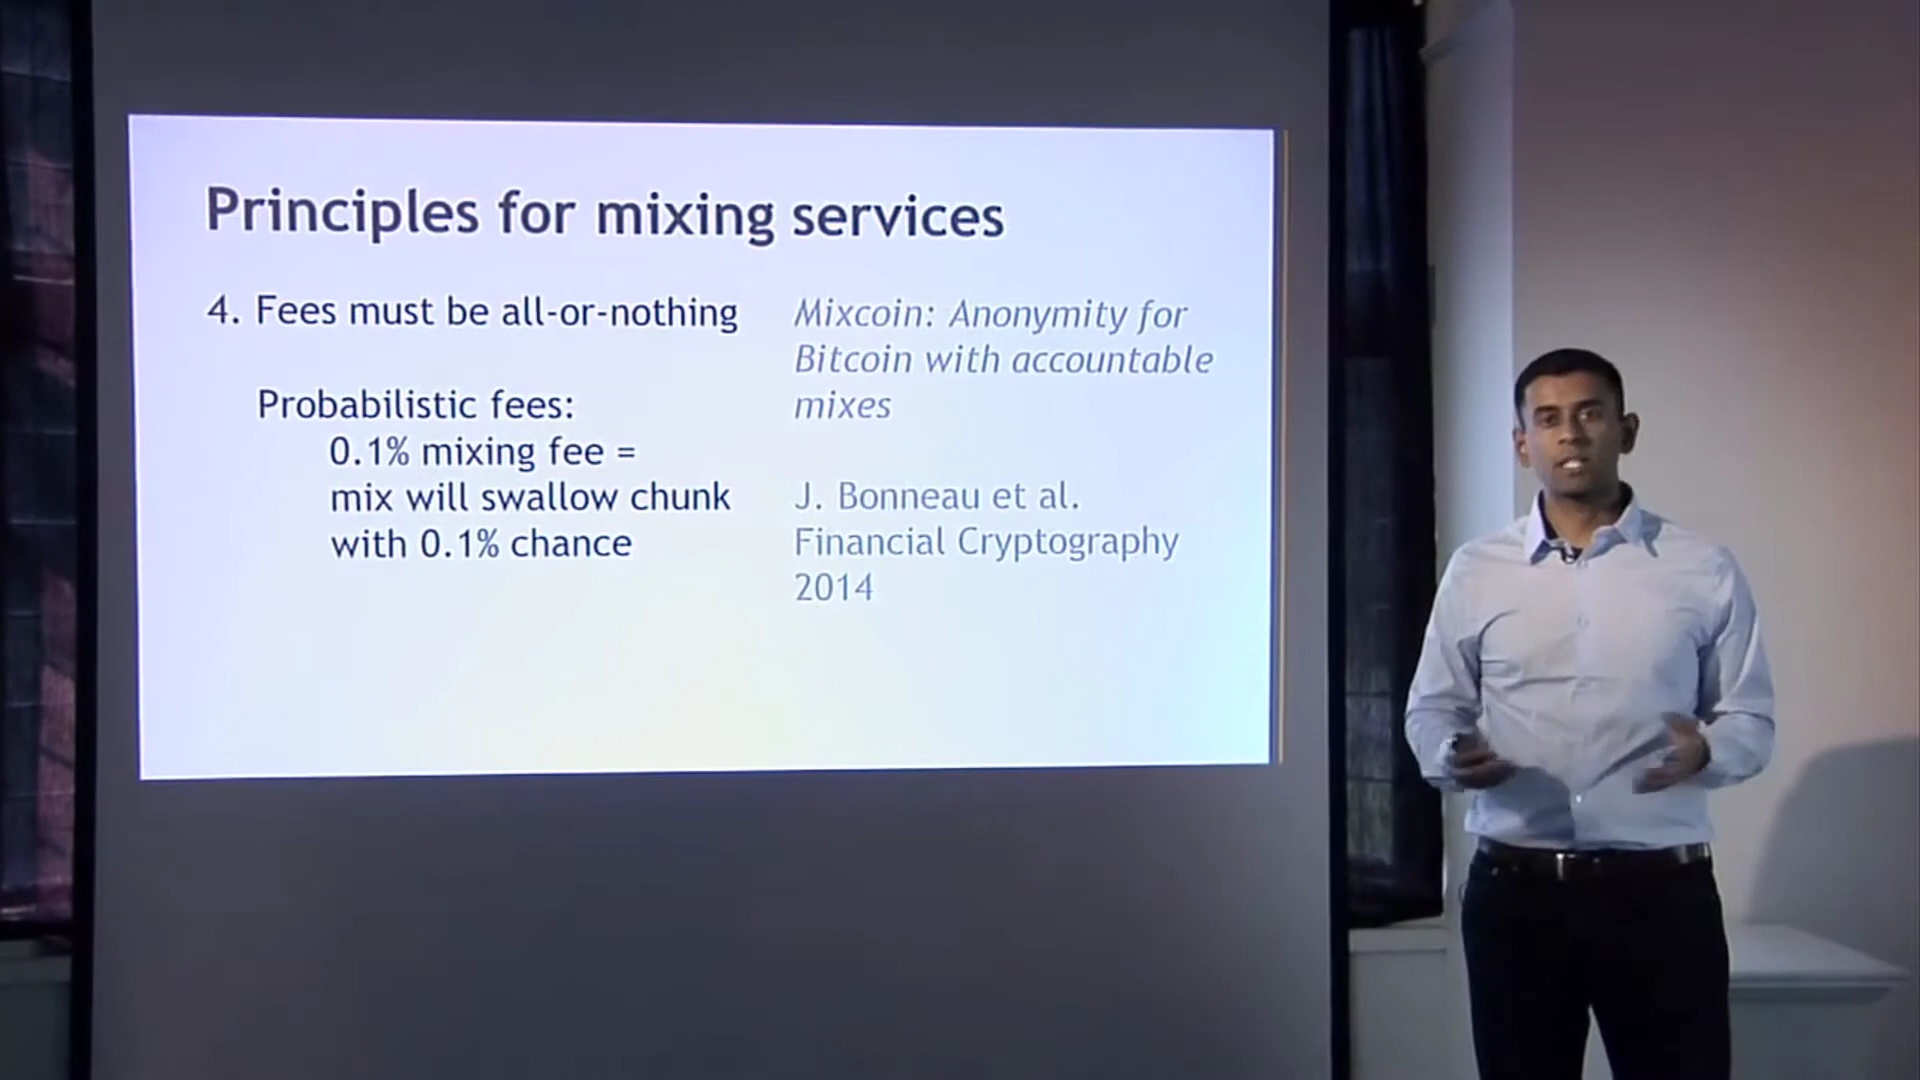 Principles for mixing services
4. Fees must be all-or-nothing
Probabilistic fees:
0.1% mixing fee =
mix will swallow chunk
with 0.1% chance
Mixcoin: Anonymity for
Bitcoin with accountable
mixes
J. Bonneau et al.
Financial Cryptography
2014